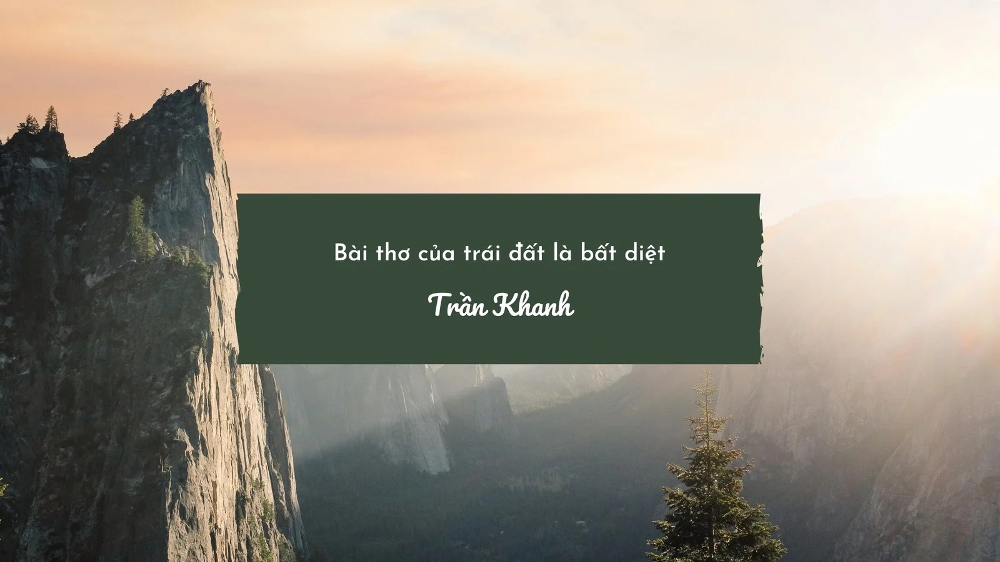 Bài thơ của trái đất là bất diệt
Trần Khanh